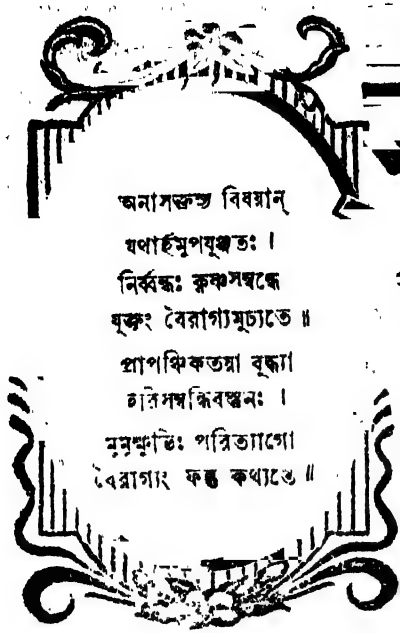 অনাসক্তস্য বিষয়ান্
যথার্হমুপযুঞ্জতঃ ।
নির্ব্বন্ধঃ কৃষ্ণসম্বন্ধে
যুক্তং বৈরাগ্যমুচ্যতে ॥
প্রাপঞ্চিকতয়া বুদ্ধ্যা
হরিসম্বন্ধিবস্তুনঃ ।
মুমুক্ষুভিঃ পরিত্যাগো
বৈরাগ্যং ফল্গু কথ্যতে ॥